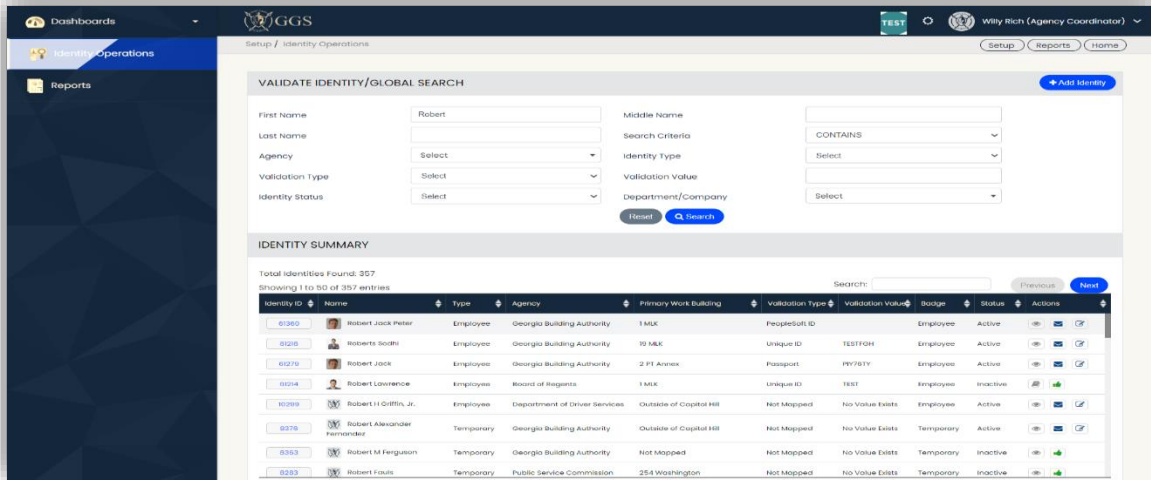 Dashboards
GGS
TEST
Willy Rich (Agency Coordinator)
Identity Operations
Setup / Identity Operations
Setup Reports Home
Reports
VALIDATE IDENTITY/GLOBAL SEARCH
+Add Identity
First Name Robert Middle Name
Last Name Search Criteria CONTAINS
Agency Select Identity Type Select
Validation Type Select Validation Value
Identity Status Select Department/Company Select
Reset Search
IDENTITY SUMMARY
Total Identities Found: 357
Showing 1 to 50 of 357 entries
Search: Previous Next
Identity ID Name Type Agency Primary Work Building Validation Type Validation Value Badge Status Actions
61360 Robert Jack Peter Employee Georgia Building Authority 1 MLK PeopleSoft ID Employee Active
61216 Roberts Sodhi Employee Georgia Building Authority 19 MLK Unique ID TESTFGH Employee Active
61279 Robert Jack Employee Georgia Building Authority 2 PT Annex Passport Employee Active
61214 Robert Lawrence Employee Board of Regents 1 MLK Unique ID TEST Employee Inactive
10299 Robert H Griffin, Jr. Employee Department of Driver Services Outside of Capitol Hill Not Mapped No Value Exists Employee Active
9379 Robert Alexander Fernandez Temporary Georgia Building Authority Outside of Capitol Hill Not Mapped No Value Exists Temporary Active
8353 Robert M Ferguson Temporary Georgia Building Authority Not Mapped Not Mapped No Value Exists Temporary Inactive
8283 Robert Fauls Temporary Public Service Commission 254 Washington Not Mapped No Value Exists Temporary Inactive